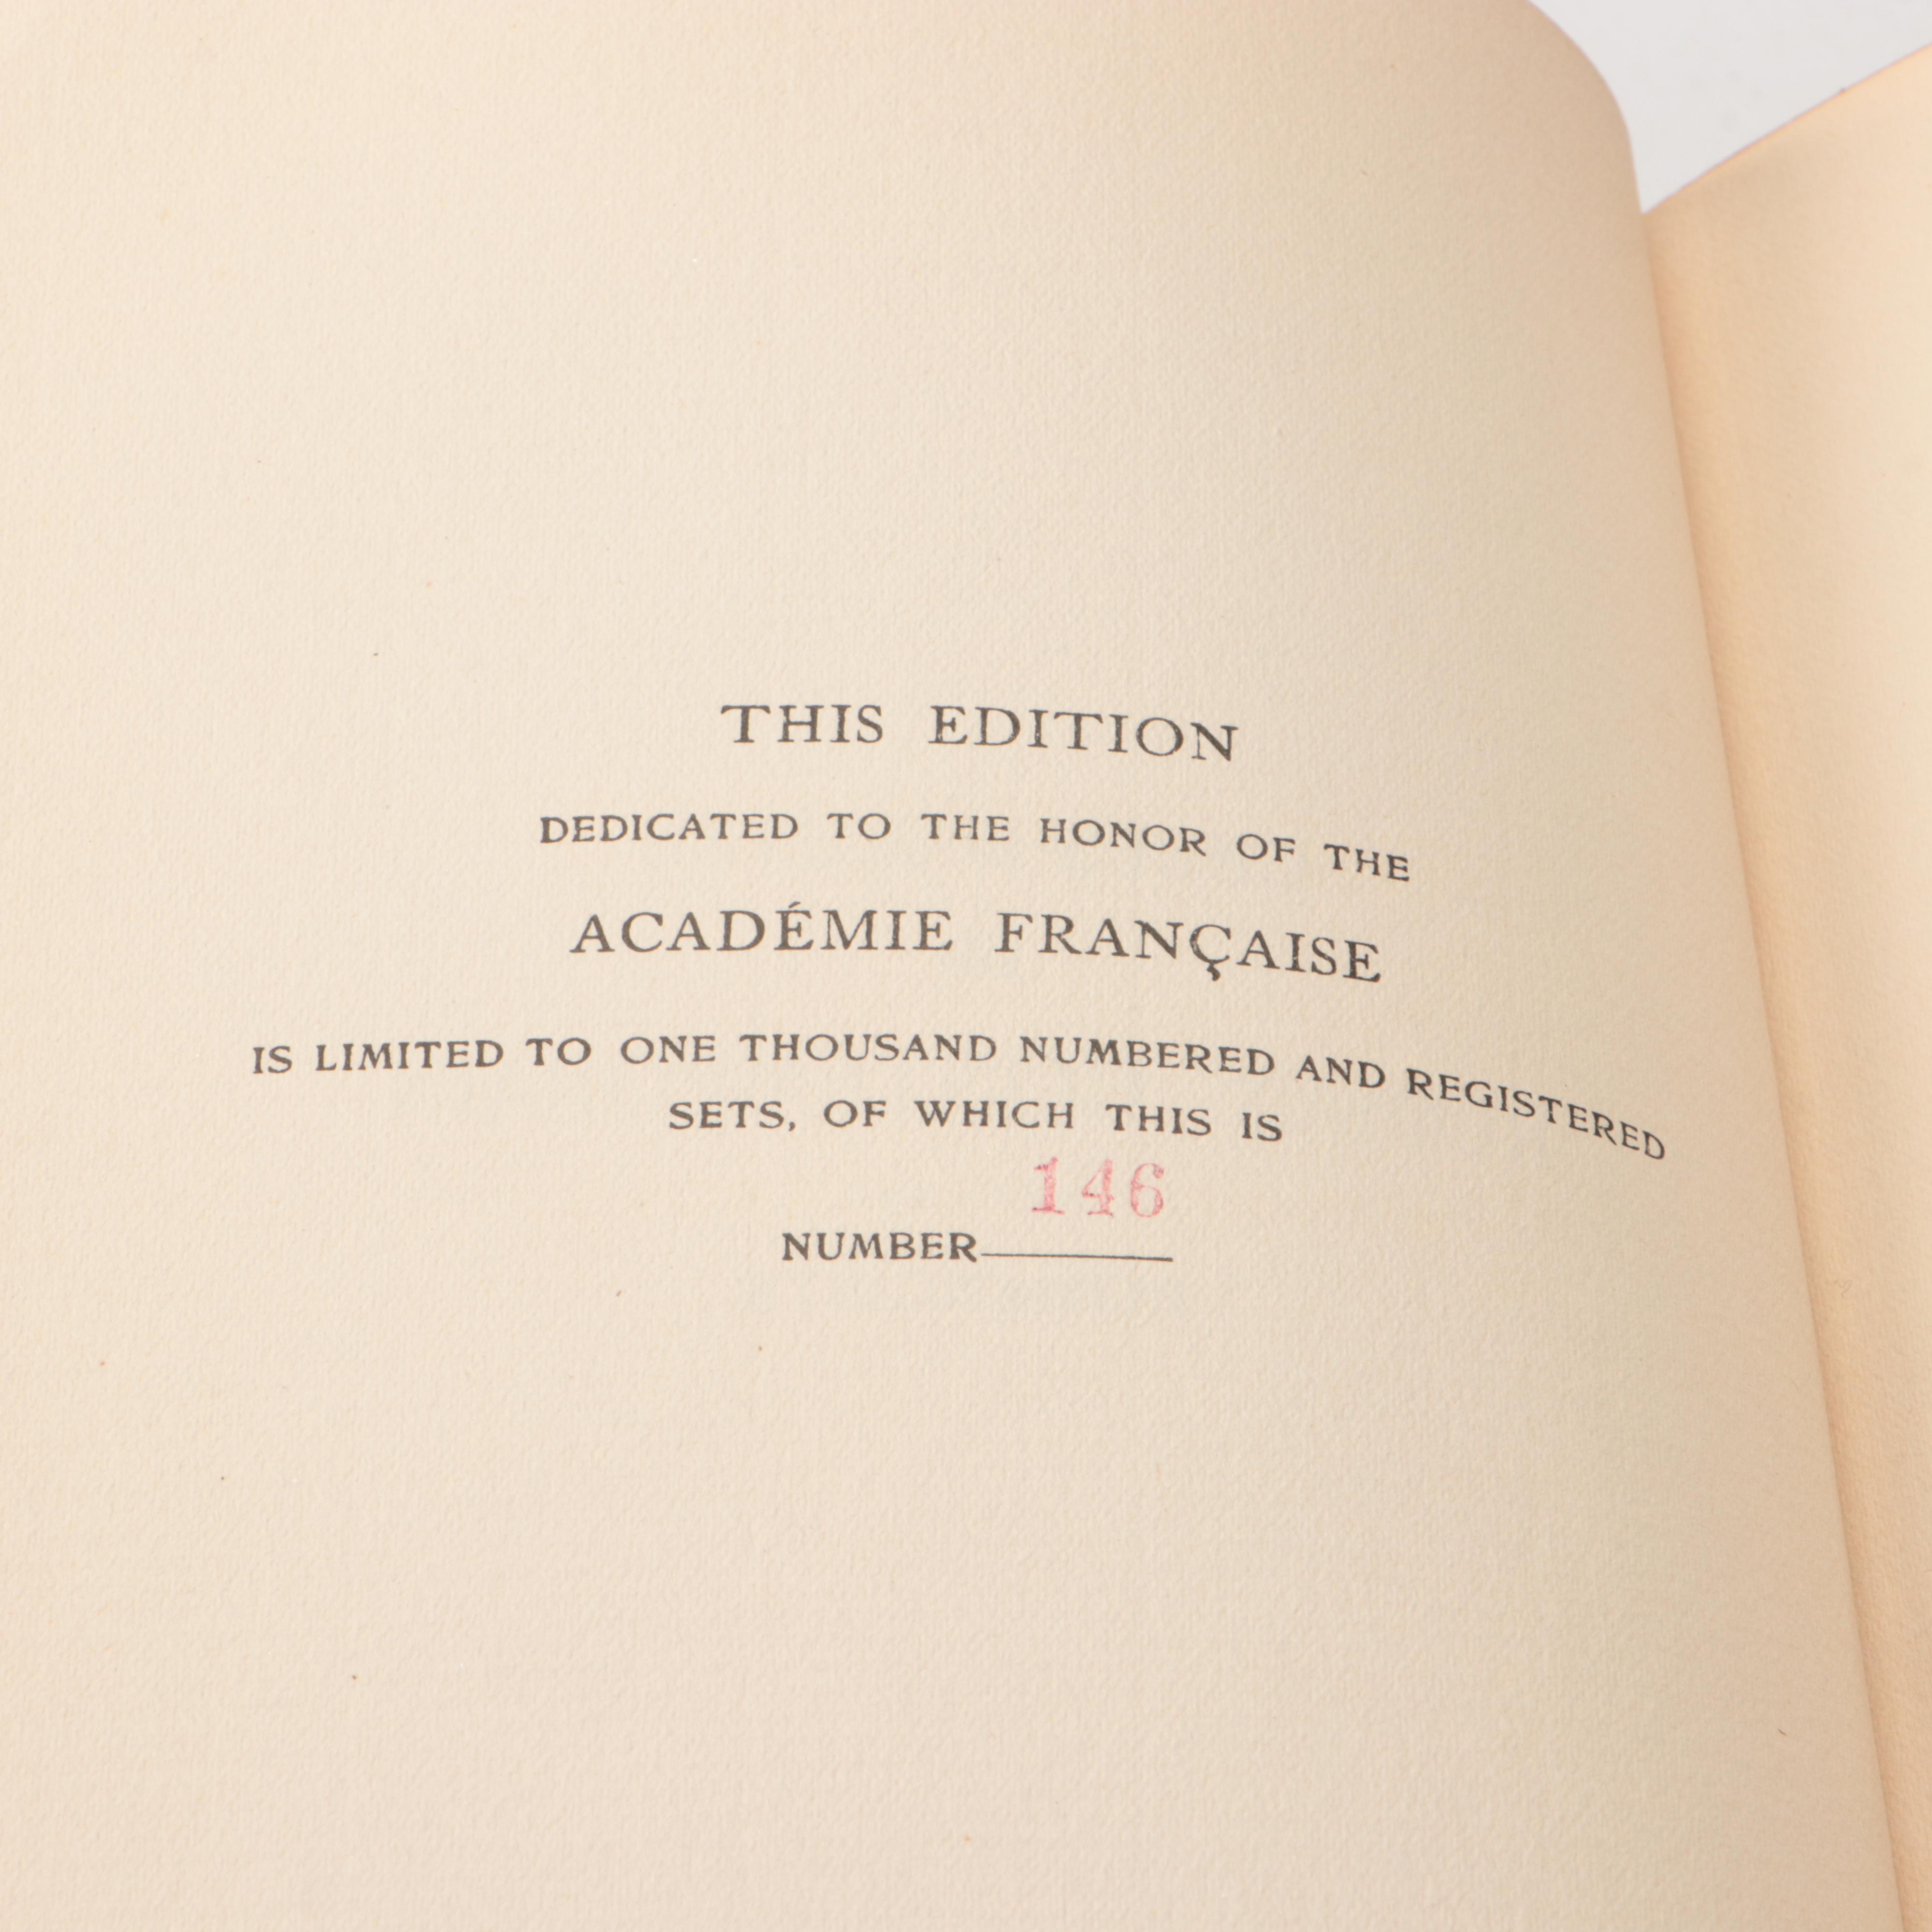 THIS EDITION
DEDICATED TO THE HONOR OF THE
ACADÉMIE FRANÇAISE
IS LIMITED TO ONE THOUSAND NUMBERED AND REGISTERED
SETS, OF WHICH THIS IS
146
NUMBER